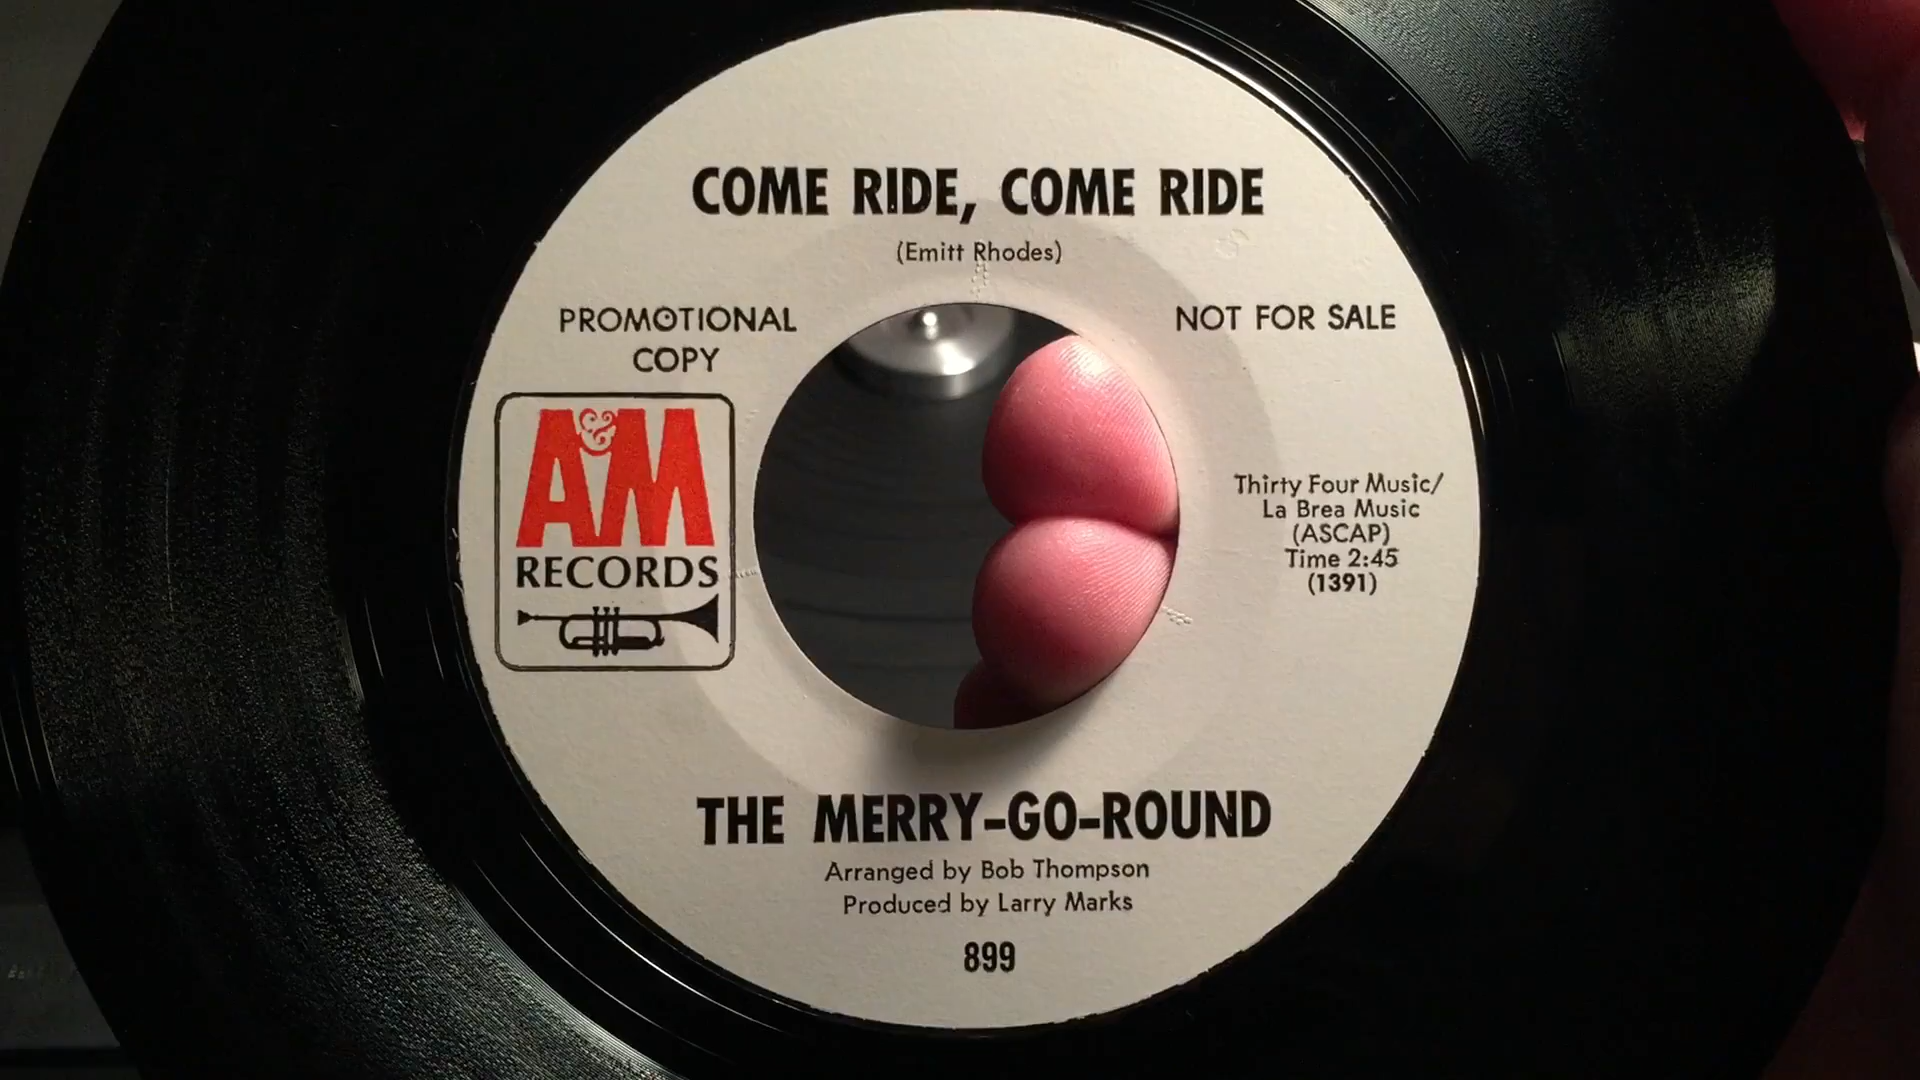 COME RIDE, COME RIDE
(Emitt Rhodes)
PROMOTIONAL
COPY
NOT FOR SALE
A&M
RECORDS
Thirty Four Music/
La Brea Music
(ASCAP)
Time 2:45
(1391)
THE MERRY-GO-ROUND
Arranged by Bob Thompson
Produced by Larry Marks
899